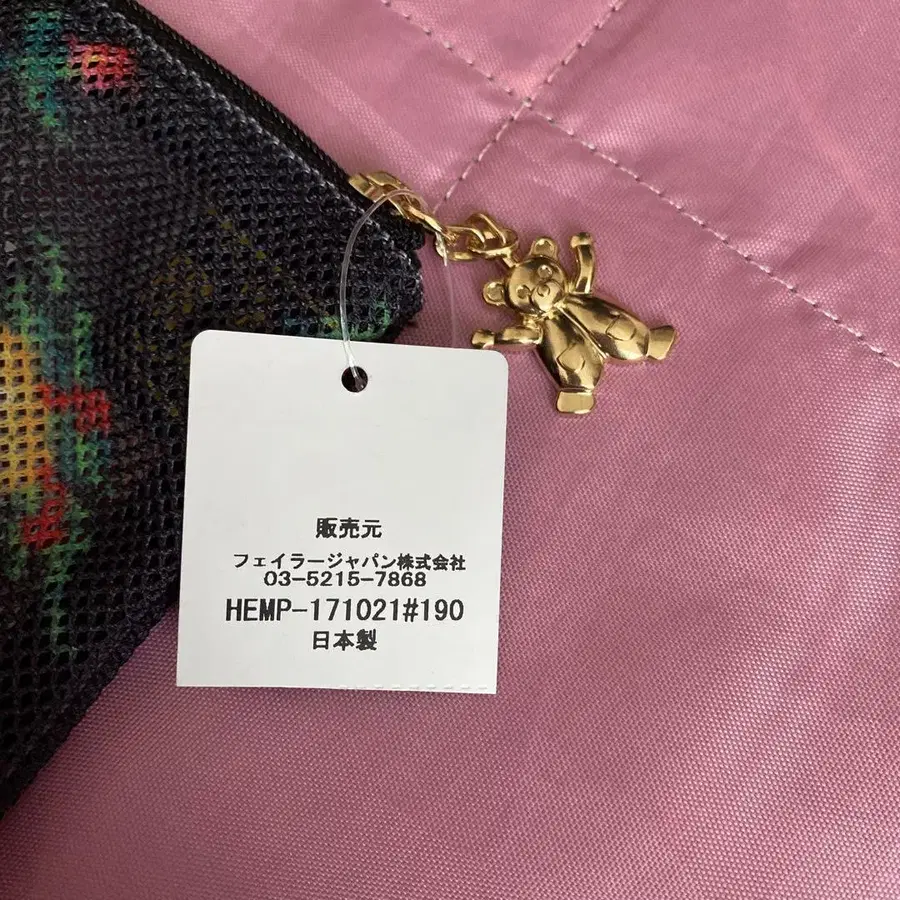 販売元
フェイラージャパン株式会社
03-5215-7868
HEMP-171021#190
日本製